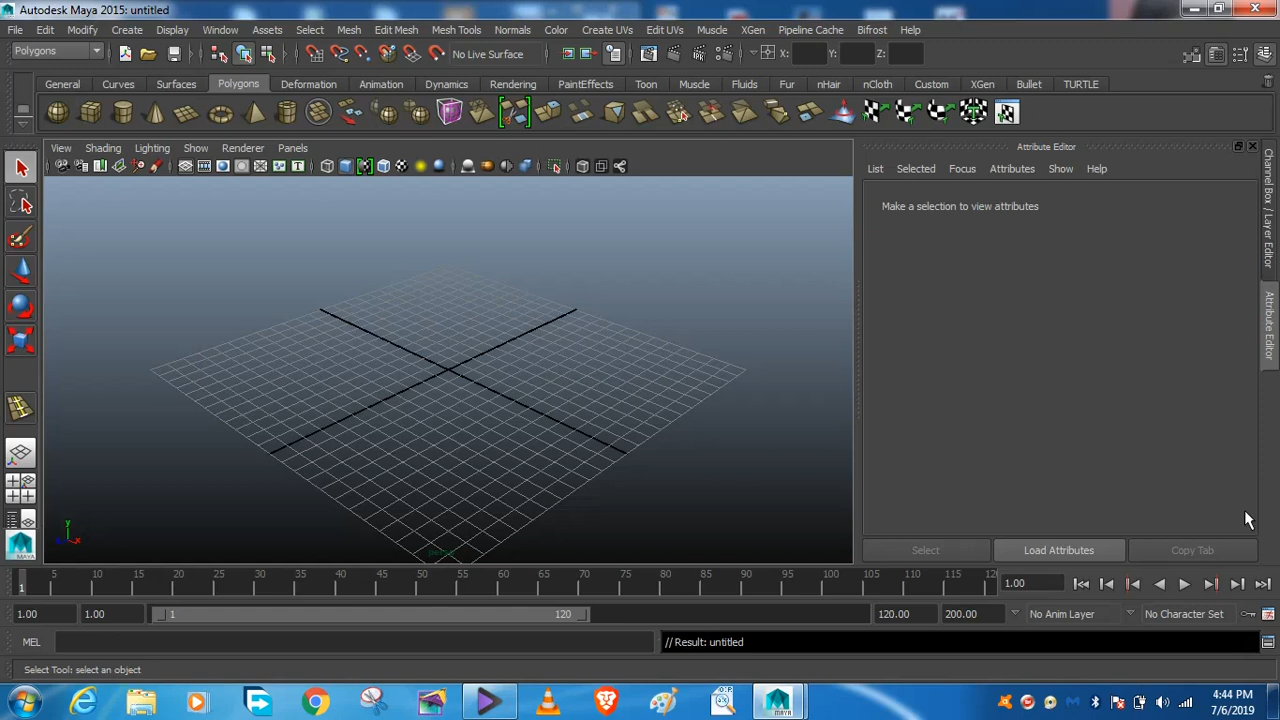 Autodesk Maya 2015: untitled
File Edit Modify Create Display Window Assets Select Mesh Edit Mesh Mesh Tools Normals Color Create UVs Edit UVs Muscle XGen Pipeline Cache Bifrost Help
Polygons No Live Surface X: Y: Z:
General Curves Surfaces Polygons Deformation Animation Dynamics Rendering PaintEffects Toon Muscle Fluids Fur nHair nCloth Custom XGen Bullet TURTLE
Attribute Editor
View Shading Lighting Show Renderer Panels
List Selected Focus Attributes Show Help
Make a selection to view attributes
Channel Box / Layer Editor
Attribute Editor
y
x
persp
MAYA
Select Load Attributes Copy Tab
1 5 10 15 20 25 30 35 40 45 50 55 60 65 70 75 80 85 90 95 100 105 110 120 1.00
1.00 1.00 1 120 120.00 200.00 No Anim Layer No Character Set
MEL // Result: untitled
Select Tool: select an object
4:44 PM
7/6/2019